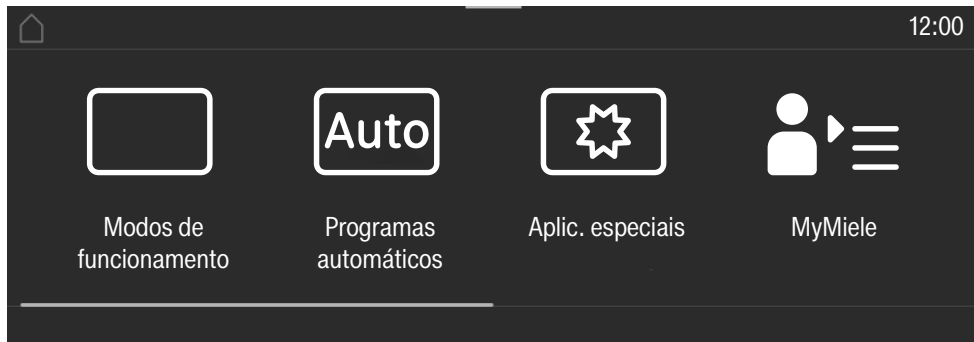 12:00
Auto
Modos de
funcionamento
Programas
automáticos
Aplic. especiais
MyMiele